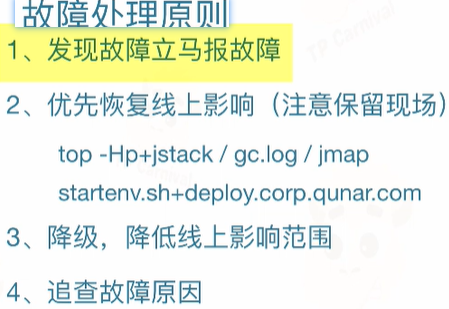 故障处理原则
1、发现故障立马报故障
2、优先恢复线上影响（注意保留现场）
top -Hp+jstack / gc.log / jmap
startenv.sh+deploy.corp.qunar.com
3、降级，降低线上影响范围
4、追查故障原因
TP Carnival